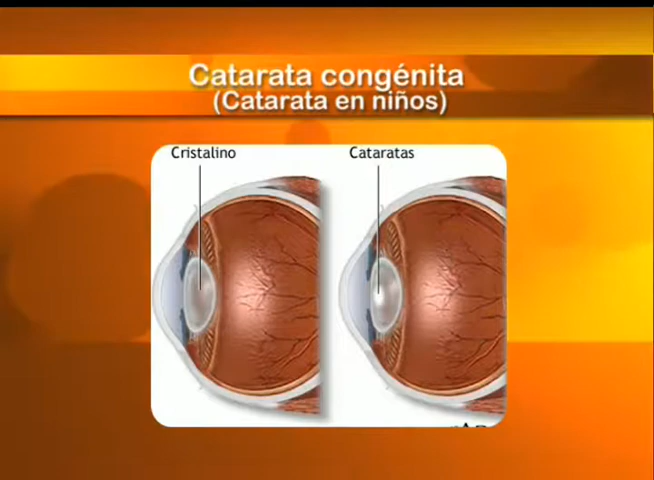 Catarata congénita
(Catarata en niños)
Cristalino
Cataratas